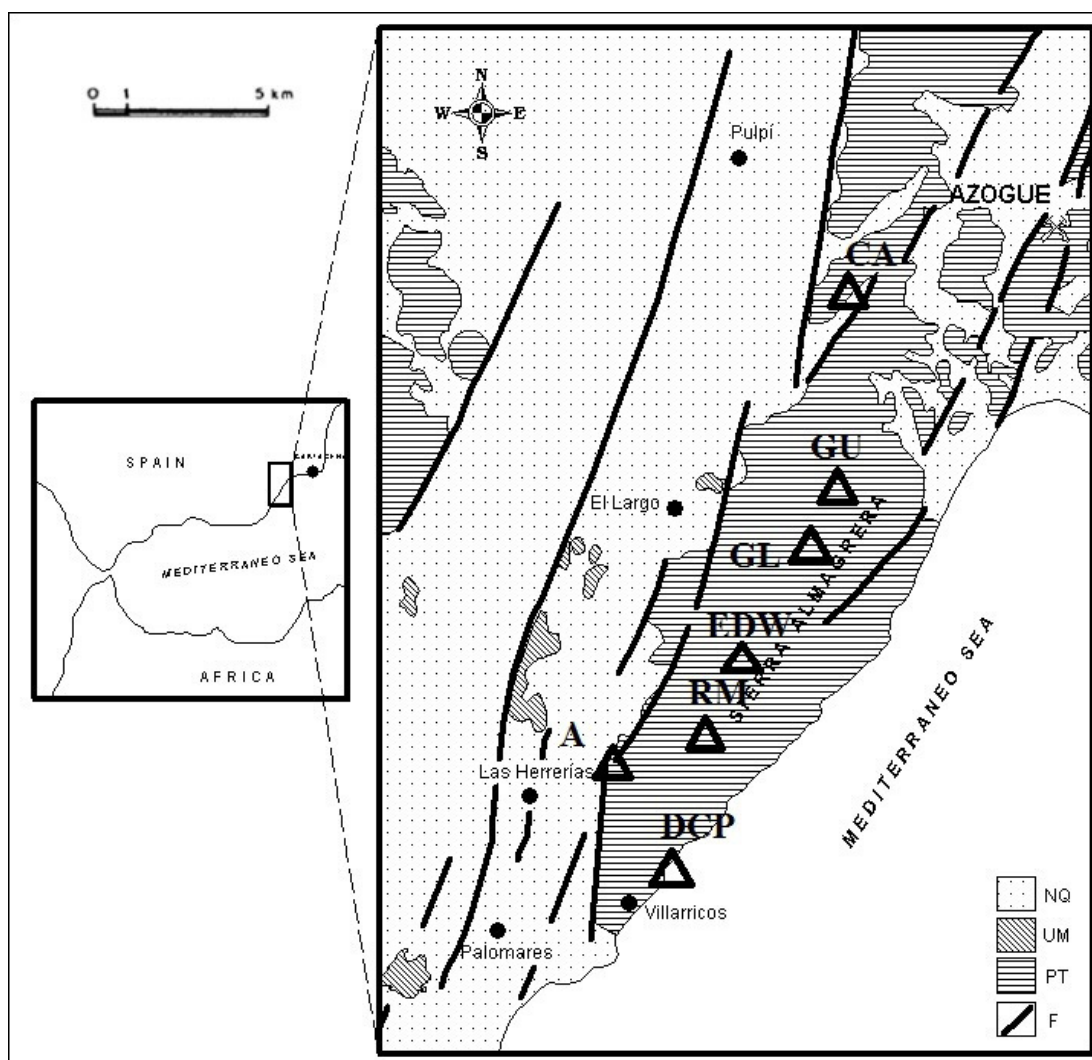 0 1 5 km
N
W E
S
Pulpí
AZOGUE
CA
GU
El Largo
GL
SPAIN
MEDITERRANEO SEA
AFRICA
EDW
RM
SIERRA ALMAGRERA
A
Las Herrerías
DCP
Villarricos
Palomares
MEDITERRANEO SEA
NQ
UM
PT
F